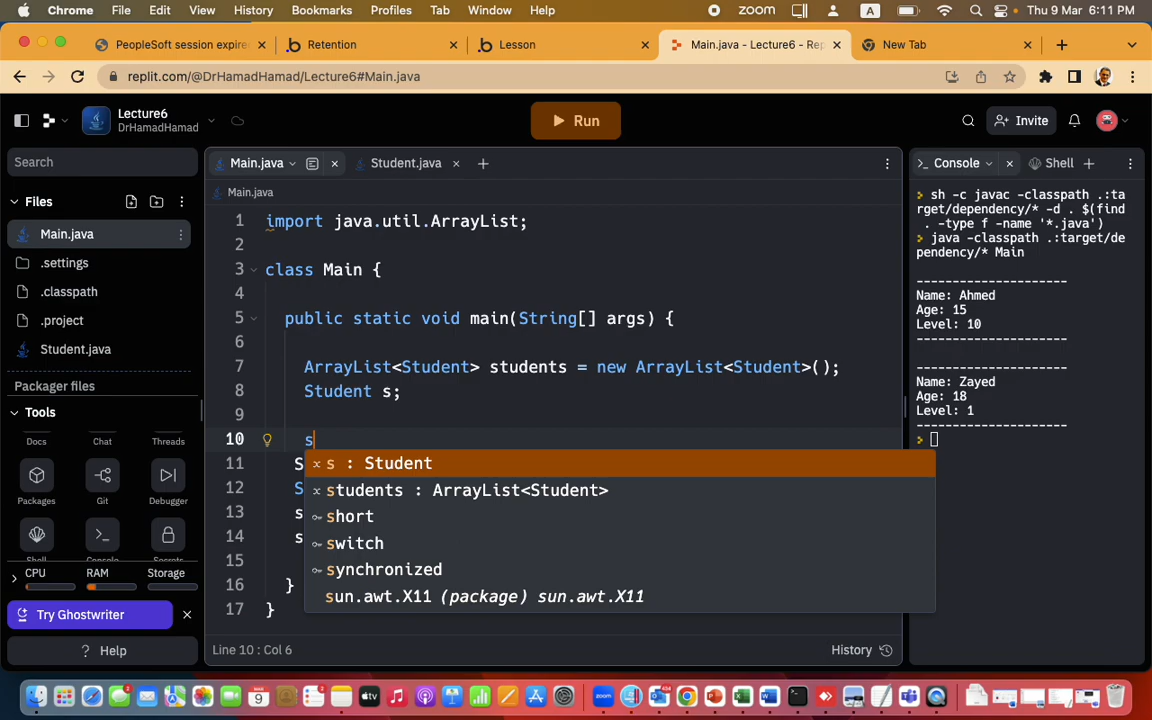 Chrome File Edit View History Bookmarks Profiles Tab Window Help zoom A Thu 9 Mar 6:11 PM
PeopleSoft session expire
Retention
Lesson
Main.java - Lecture6 - Rep
New Tab
replit.com/@DrHamadHamad/Lecture6#Main.java
Lecture6
DrHamadHamad
Run
Invite
Search
Files
Main.java
.settings
.classpath
.project
Student.java
Packager files
Tools
Docs Chat Threads
Packages Git Debugger
Shell Console Secrets
CPU RAM Storage
Try Ghostwriter
? Help
Main.java
Student.java
Main.java
1 import java.util.ArrayList;
2
3 class Main {
4
5 public static void main(String[] args) {
6
7 ArrayList<Student> students = new ArrayList<Student>();
8 Student s;
9
10 s
11 S
12 S
13 s
14 s
15
16 }
17 }
s : Student
students : ArrayList<Student>
short
switch
synchronized
sun.awt.X11 (package) sun.awt.X11
Line 10 : Col 6
History
Console
Shell
sh -c javac -classpath .:ta
rget/dependency/* -d . $(find
. -type f -name '*.java')
java -classpath .:target/de
pendency/* Main
----------------------
Name: Ahmed
Age: 15
Level: 10
----------------------
----------------------
Name: Zayed
Age: 18
Level: 1
----------------------